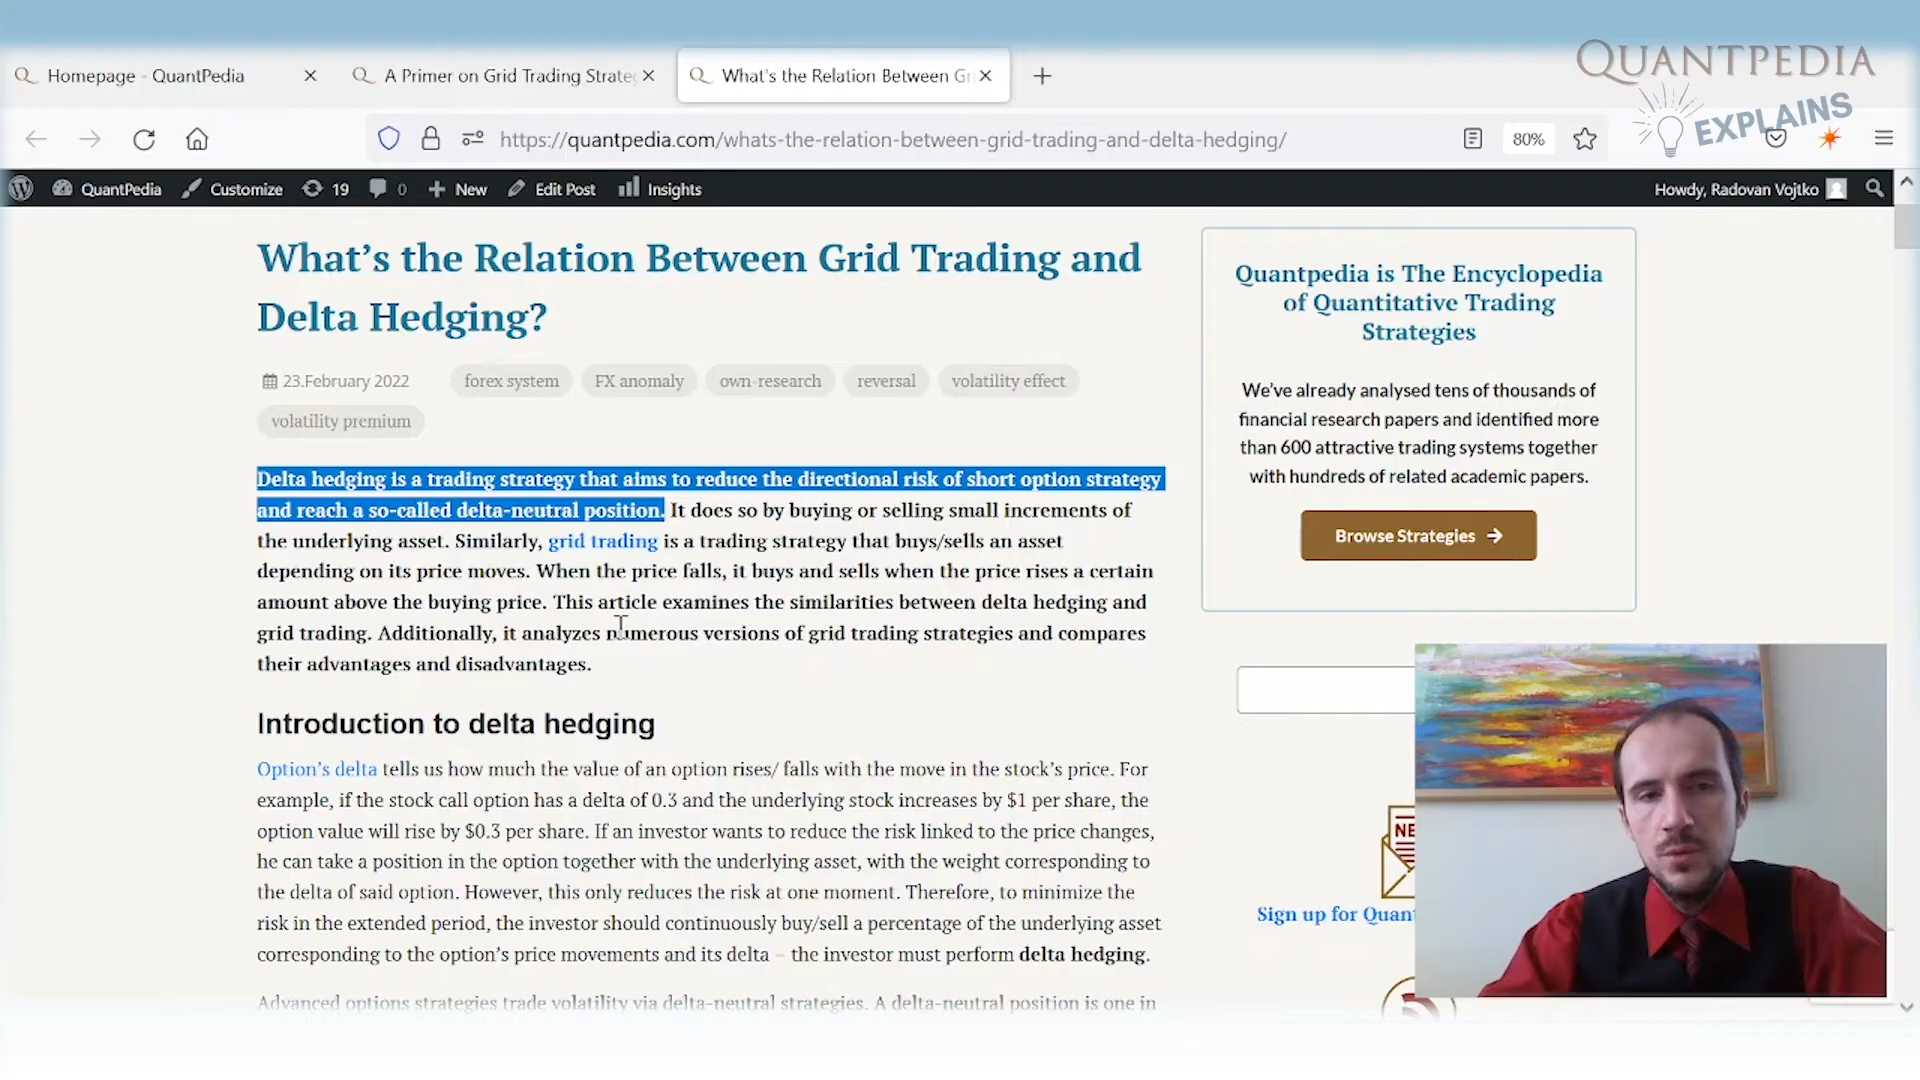 QUANTPEDIA
EXPLAINS
Homepage - QuantPedia
A Primer on Grid Trading Strate
What's the Relation Between Gr
https://quantpedia.com/whats-the-relation-between-grid-trading-and-delta-hedging/
80%
QuantPedia
Customize
19
0
New
Edit Post
Insights
Howdy, Radovan Vojtko
What's the Relation Between Grid Trading and
Delta Hedging?
23.February 2022
forex system
FX anomaly
own-research
reversal
volatility effect
volatility premium
Delta hedging is a trading strategy that aims to reduce the directional risk of short option strategy
and reach a so-called delta-neutral position. It does so by buying or selling small increments of
the underlying asset. Similarly, grid trading is a trading strategy that buys/sells an asset
depending on its price moves. When the price falls, it buys and sells when the price rises a certain
amount above the buying price. This article examines the similarities between delta hedging and
grid trading. Additionally, it analyzes numerous versions of grid trading strategies and compares
their advantages and disadvantages.
Introduction to delta hedging
Option's delta tells us how much the value of an option rises/ falls with the move in the stock's price. For
example, if the stock call option has a delta of 0.3 and the underlying stock increases by $1 per share, the
option value will rise by $0.3 per share. If an investor wants to reduce the risk linked to the price changes,
he can take a position in the option together with the underlying asset, with the weight corresponding to
the delta of said option. However, this only reduces the risk at one moment. Therefore, to minimize the
risk in the extended period, the investor should continuously buy/sell a percentage of the underlying asset
corresponding to the option's price movements and its delta – the investor must perform delta hedging.
Advanced options strategies trade volatility via delta-neutral strategies. A delta-neutral position is one in
Quantpedia is The Encyclopedia
of Quantitative Trading
Strategies
We've already analysed tens of thousands of
financial research papers and identified more
than 600 attractive trading systems together
with hundreds of related academic papers.
Browse Strategies
NE
Sign up for Quan